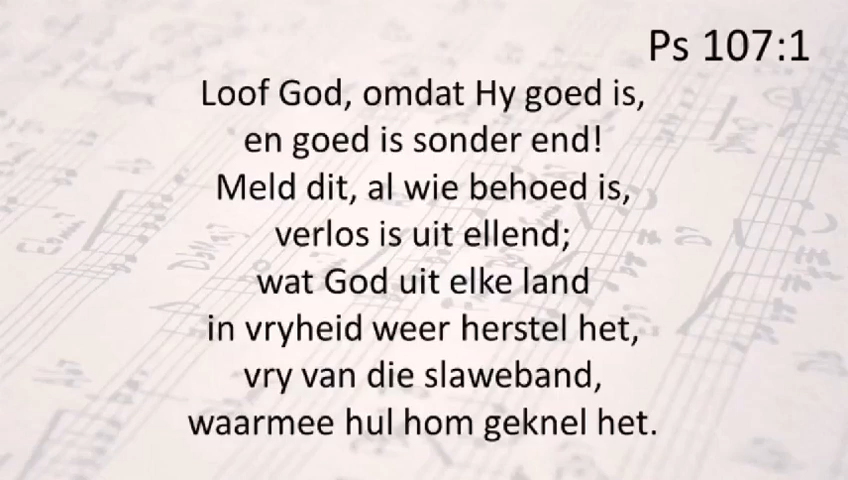 Ps 107:1
Loof God, omdat Hy goed is,
en goed is sonder end!
Meld dit, al wie behoed is,
verlos is uit ellend;
wat God uit elke land
in vryheid weer herstel het,
vry van die slaweband,
waarmee hul hom geknel het.